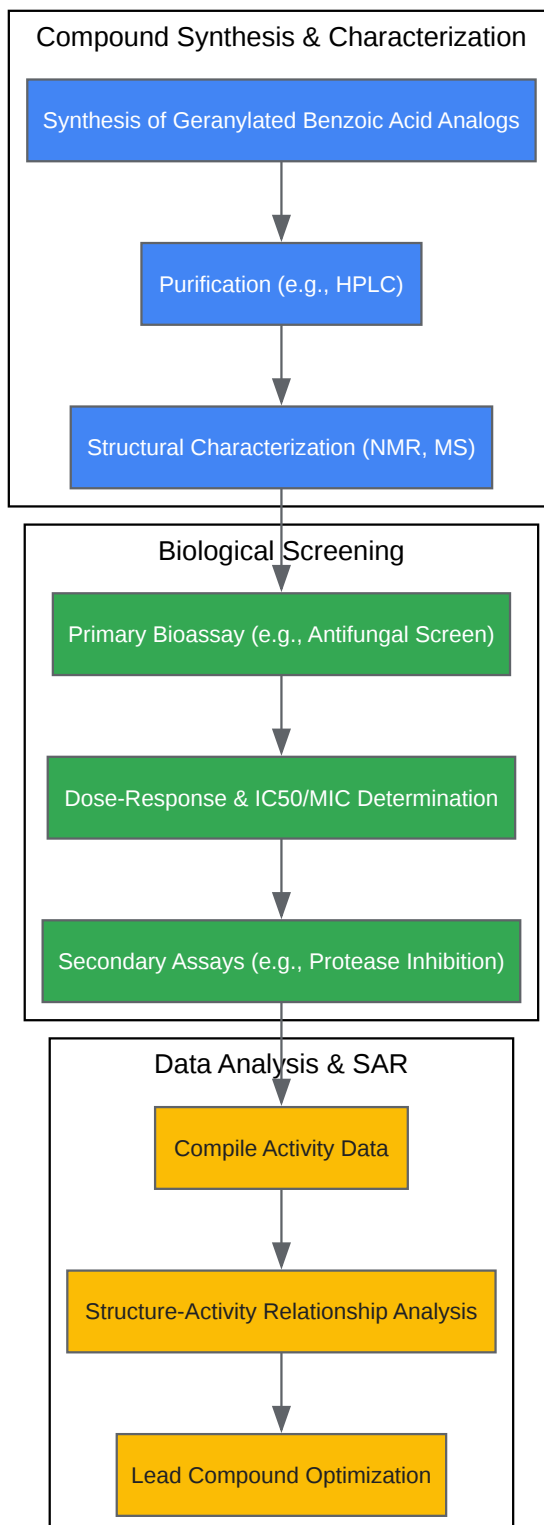 Compound Synthesis & Characterization
Synthesis of Geranylated Benzoic Acid Analogs
Purification (e.g., HPLC)
Structural Characterization (NMR, MS)
Biological Screening
Primary Bioassay (e.g., Antifungal Screen)
Dose-Response & IC50/MIC Determination
Secondary Assays (e.g., Protease Inhibition)
Data Analysis & SAR
Compile Activity Data
Structure-Activity Relationship Analysis
Lead Compound Optimization